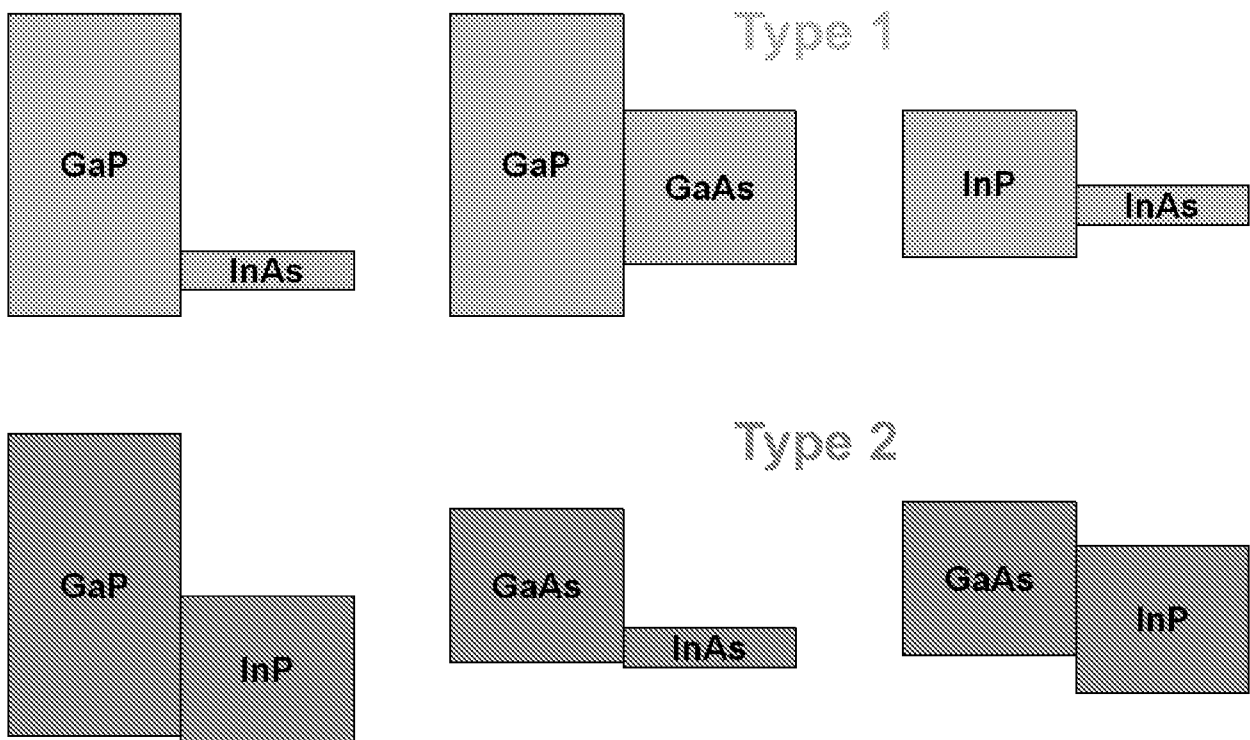 Type 1
GaP
InAs
GaP
GaAs
InP
InAs
Type 2
GaP
InP
GaAs
InAs
GaAs
InP